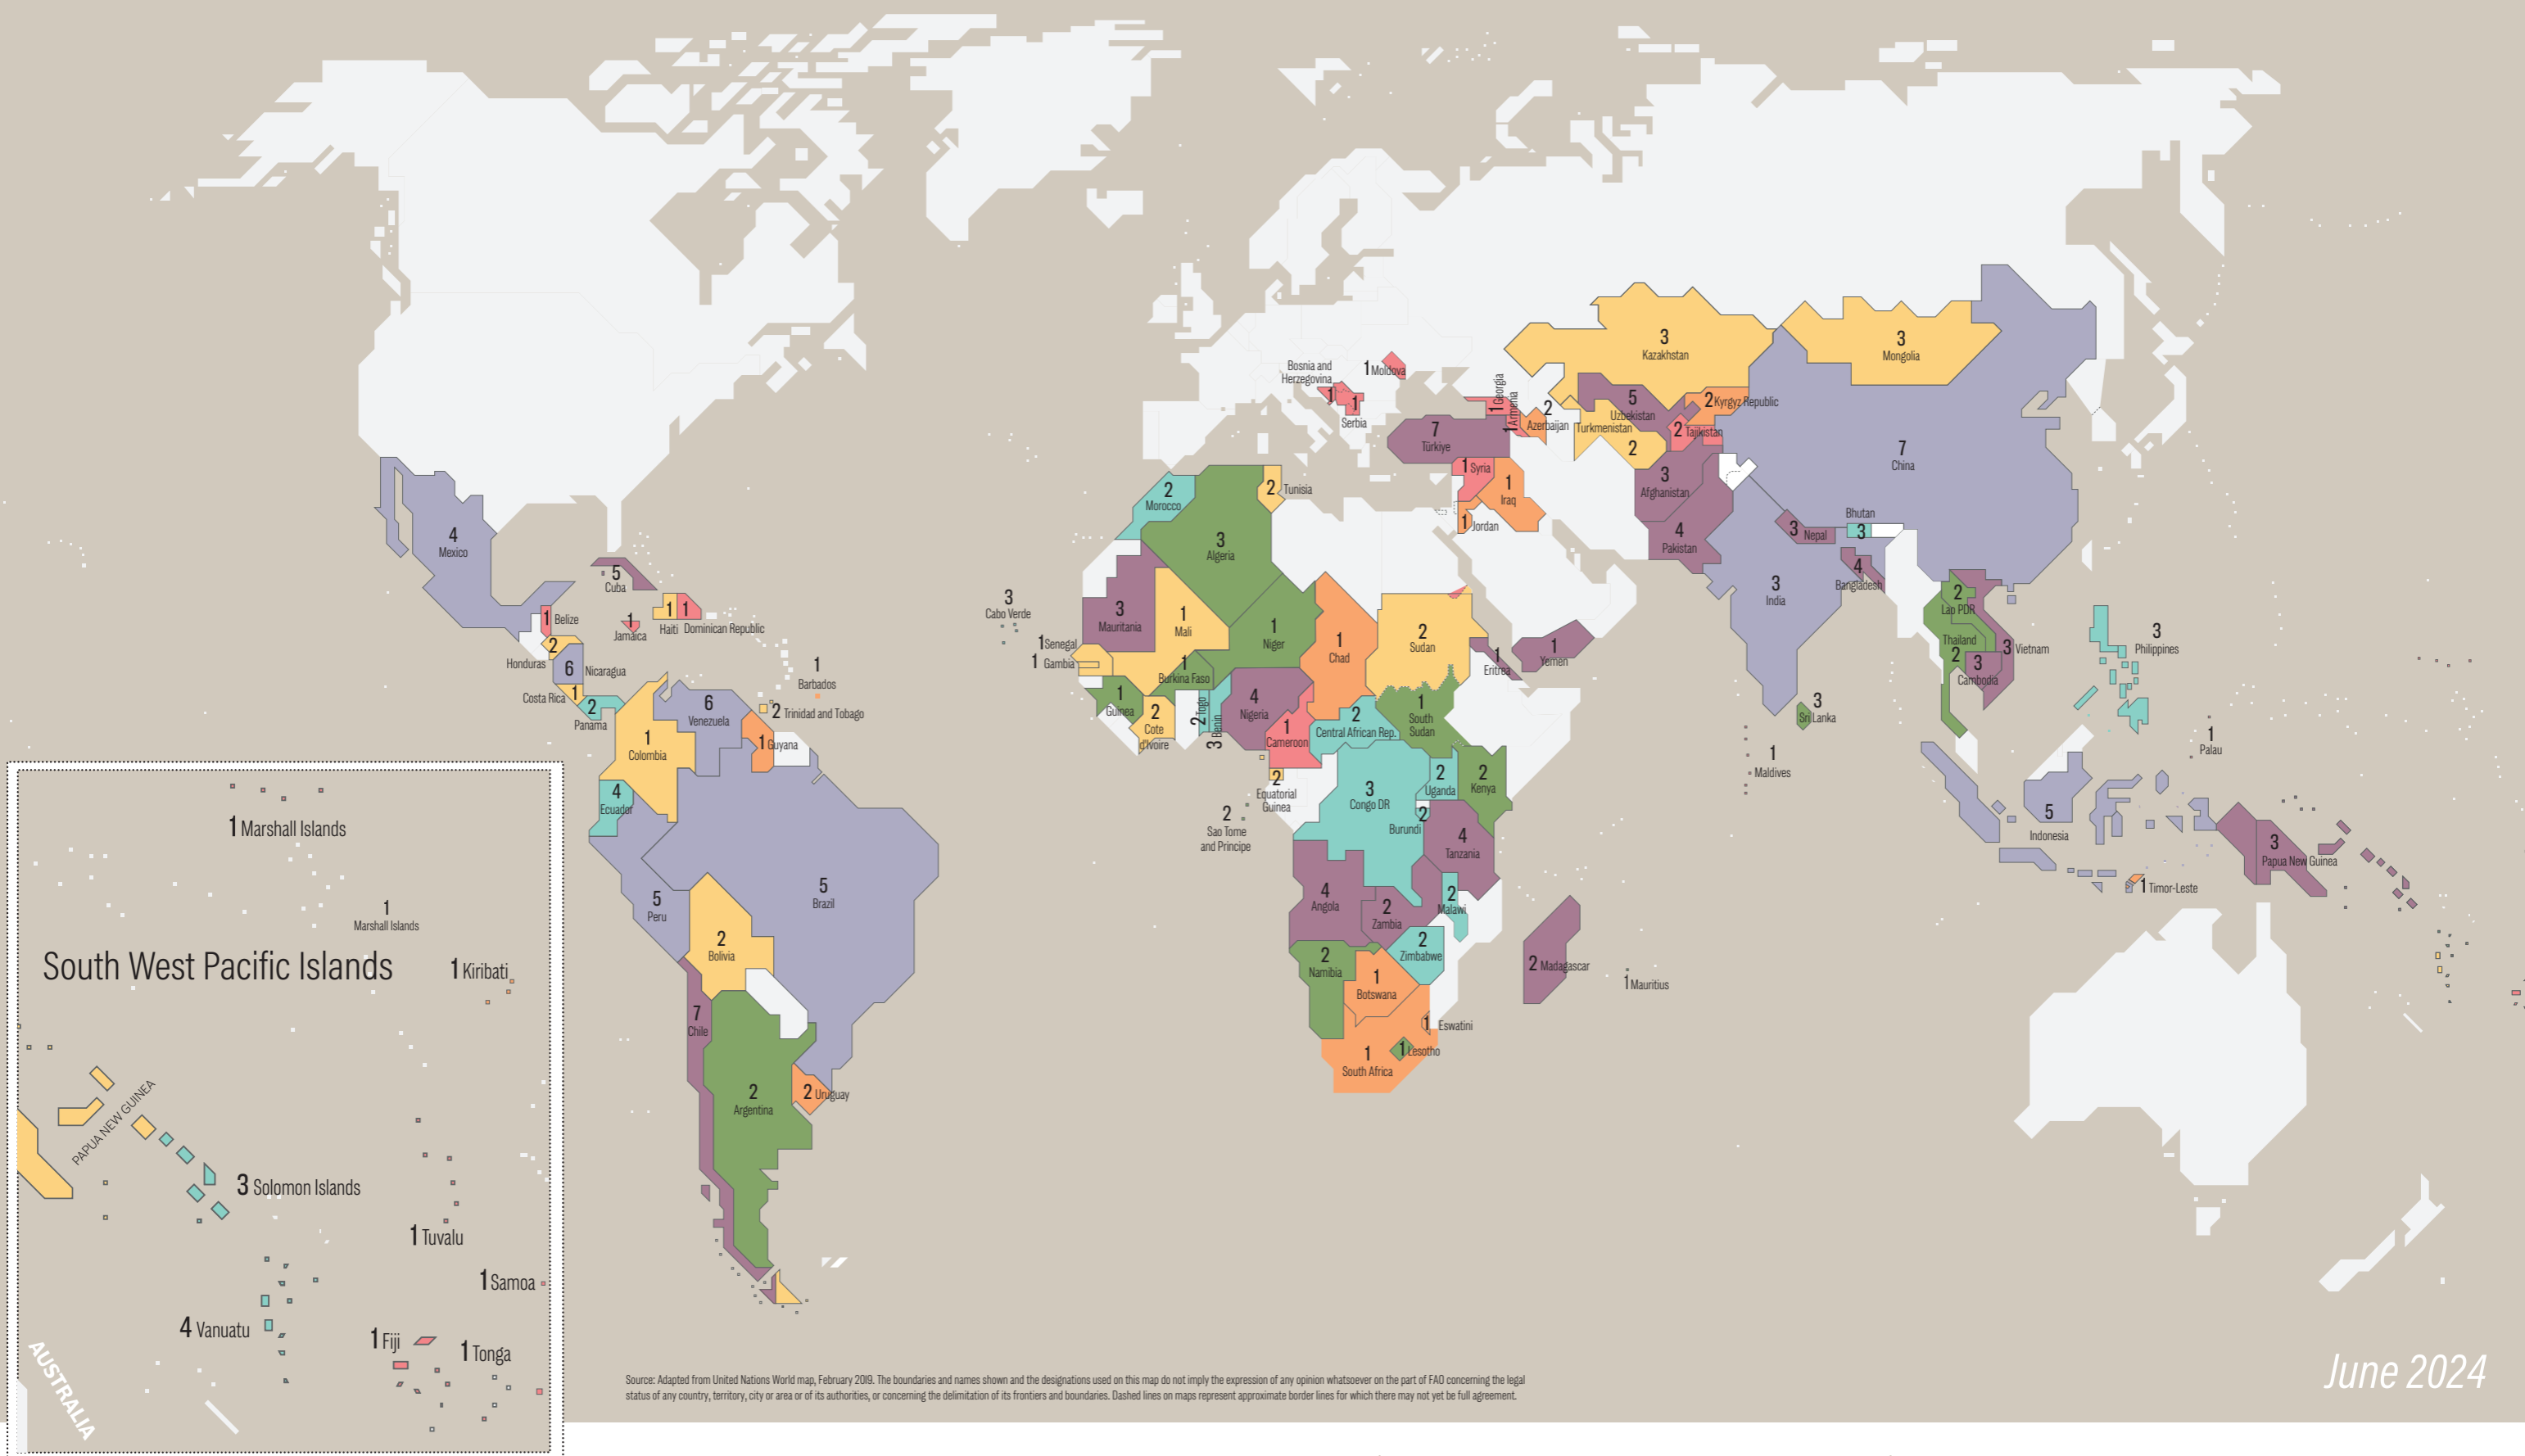 Bosnia and
Herzegovina
1
1
Serbia
1 Moldova
1 Georgia
1 Armenia
2
Azerbaijan
7
Türkiye
1 Syria
1
Iraq
1 Jordan
3
Kazakhstan
3
Mongolia
5
Uzbekistan
2 Kyrgyz Republic
Turkmenistan
2
2 Tajikistan
7
China
3
Afghanistan
4
Pakistan
3 Nepal
Bhutan
3
4
Bangladesh
3
India
3
Sri Lanka
1
Maldives
2
Lap PDR
Thailand
2
3
Cambodia
3 Vietnam
3
Philippines
1
Palau
5
Indonesia
3
Papua New Guinea
1 Timor-Leste
4
Mexico
5
Cuba
1
Jamaica
1
Haiti
1
Dominican Republic
1 Belize
2
Honduras
6
Nicaragua
1
Costa Rica
2
Panama
1
Barbados
2 Trinidad and Tobago
6
Venezuela
1 Guyana
1
Colombia
4
Ecuador
5
Peru
5
Brazil
2
Bolivia
7
Chile
2
Argentina
2 Uruguay
2
Morocco
3
Algeria
2 Tunisia
3
Cabo Verde
3
Mauritania
1
Mali
1
Niger
1
Chad
2
Sudan
1
Eritrea
1
Yemen
1 Senegal
1 Gambia
1
Guinea
1
Burkina Faso
2
Cote
d'Ivoire
2 Togo
3 Benin
4
Nigeria
1
Cameroon
2
Central African Rep.
1
South
Sudan
2
Equatorial
Guinea
2
Sao Tome
and Principe
3
Congo DR
2
Uganda
2
Kenya
2
Burundi
4
Tanzania
4
Angola
2
Zambia
2
Malawi
2
Zimbabwe
2
Namibia
1
Botswana
1 Eswatini
1 Lesotho
1
South Africa
2 Madagascar
1 Mauritius
1 Marshall Islands
1
Marshall Islands
South West Pacific Islands
1 Kiribati
PAPUA NEW GUINEA
3 Solomon Islands
1 Tuvalu
1 Samoa
4 Vanuatu
1 Fiji
1 Tonga
AUSTRALIA
Source: Adapted from United Nations World map, February 2019. The boundaries and names shown and the designations used on this map do not imply the expression of any opinion whatsoever on the part of FAO concerning the legal
status of any country, territory, city or area or of its authorities, or concerning the delimitation of its frontiers and boundaries. Dashed lines on maps represent approximate border lines for which there may not yet be full agreement.
June 2024